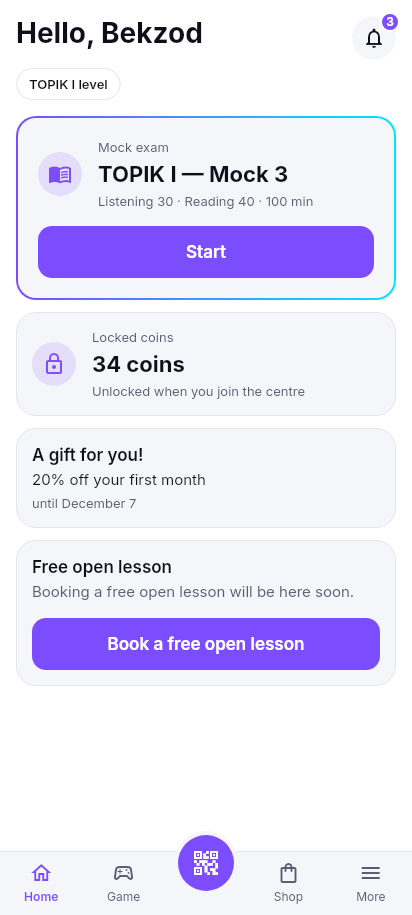 Hello, Bekzod
3
TOPIK I level
Mock exam
TOPIK I — Mock 3
Listening 30 · Reading 40 · 100 min
Start
Locked coins
34 coins
Unlocked when you join the centre
A gift for you!
20% off your first month
until December 7
Free open lesson
Booking a free open lesson will be here soon.
Book a free open lesson
Home
Game
Shop
More